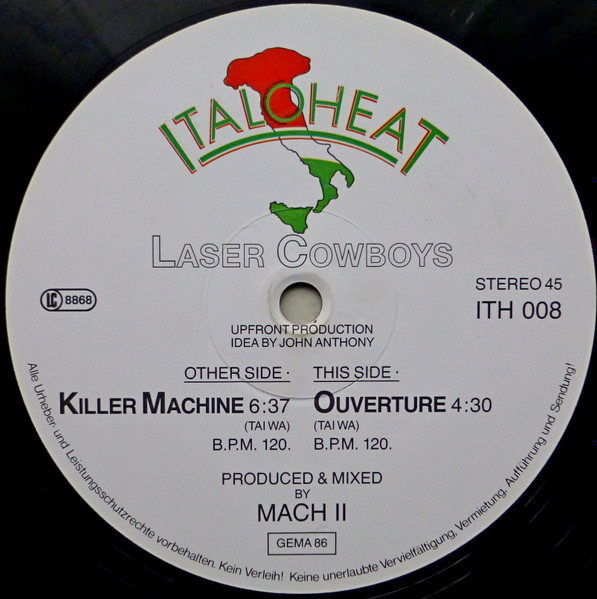 ITALOHEAT
LASER COWBOYS
LC 8868
STEREO 45
ITH 008
UPFRONT PRODUCTION
IDEA BY JOHN ANTHONY
OTHER SIDE ·
KILLER MACHINE 6:37
(TAI WA)
B.P.M. 120.
THIS SIDE ·
OUVERTURE 4:30
(TAI WA)
B.P.M. 120.
PRODUCED & MIXED
BY
MACH II
GEMA 86
Alle Urheber- und Leistungsschutzrechte vorbehalten. Kein Verleih! Keine unerlaubte Vervielfältigung, Vermietung, Aufführung und Sendung!